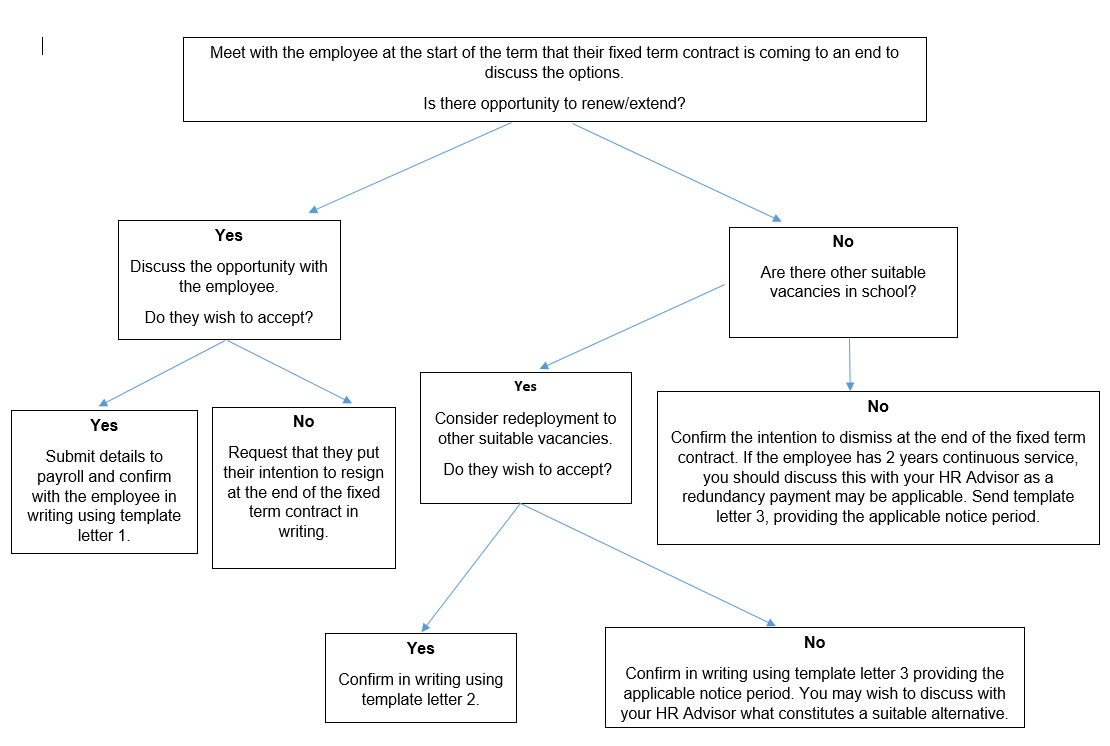 Meet with the employee at the start of the term that their fixed term contract is coming to an end to
discuss the options.
Is there opportunity to renew/extend?
Yes
Discuss the opportunity with
the employee.
Do they wish to accept?
No
Are there other suitable
vacancies in school?
Yes
Submit details to
payroll and confirm
with the employee in
writing using template
letter 1.
No
Request that they put
their intention to resign
at the end of the fixed
term contract in
writing.
Yes
Consider redeployment to
other suitable vacancies.
Do they wish to accept?
No
Confirm the intention to dismiss at the end of the fixed term
contract. If the employee has 2 years continuous service,
you should discuss this with your HR Advisor as a
redundancy payment may be applicable. Send template
letter 3, providing the applicable notice period.
Yes
Confirm in writing using
template letter 2.
No
Confirm in writing using template letter 3 providing the
applicable notice period. You may wish to discuss with
your HR Advisor what constitutes a suitable alternative.